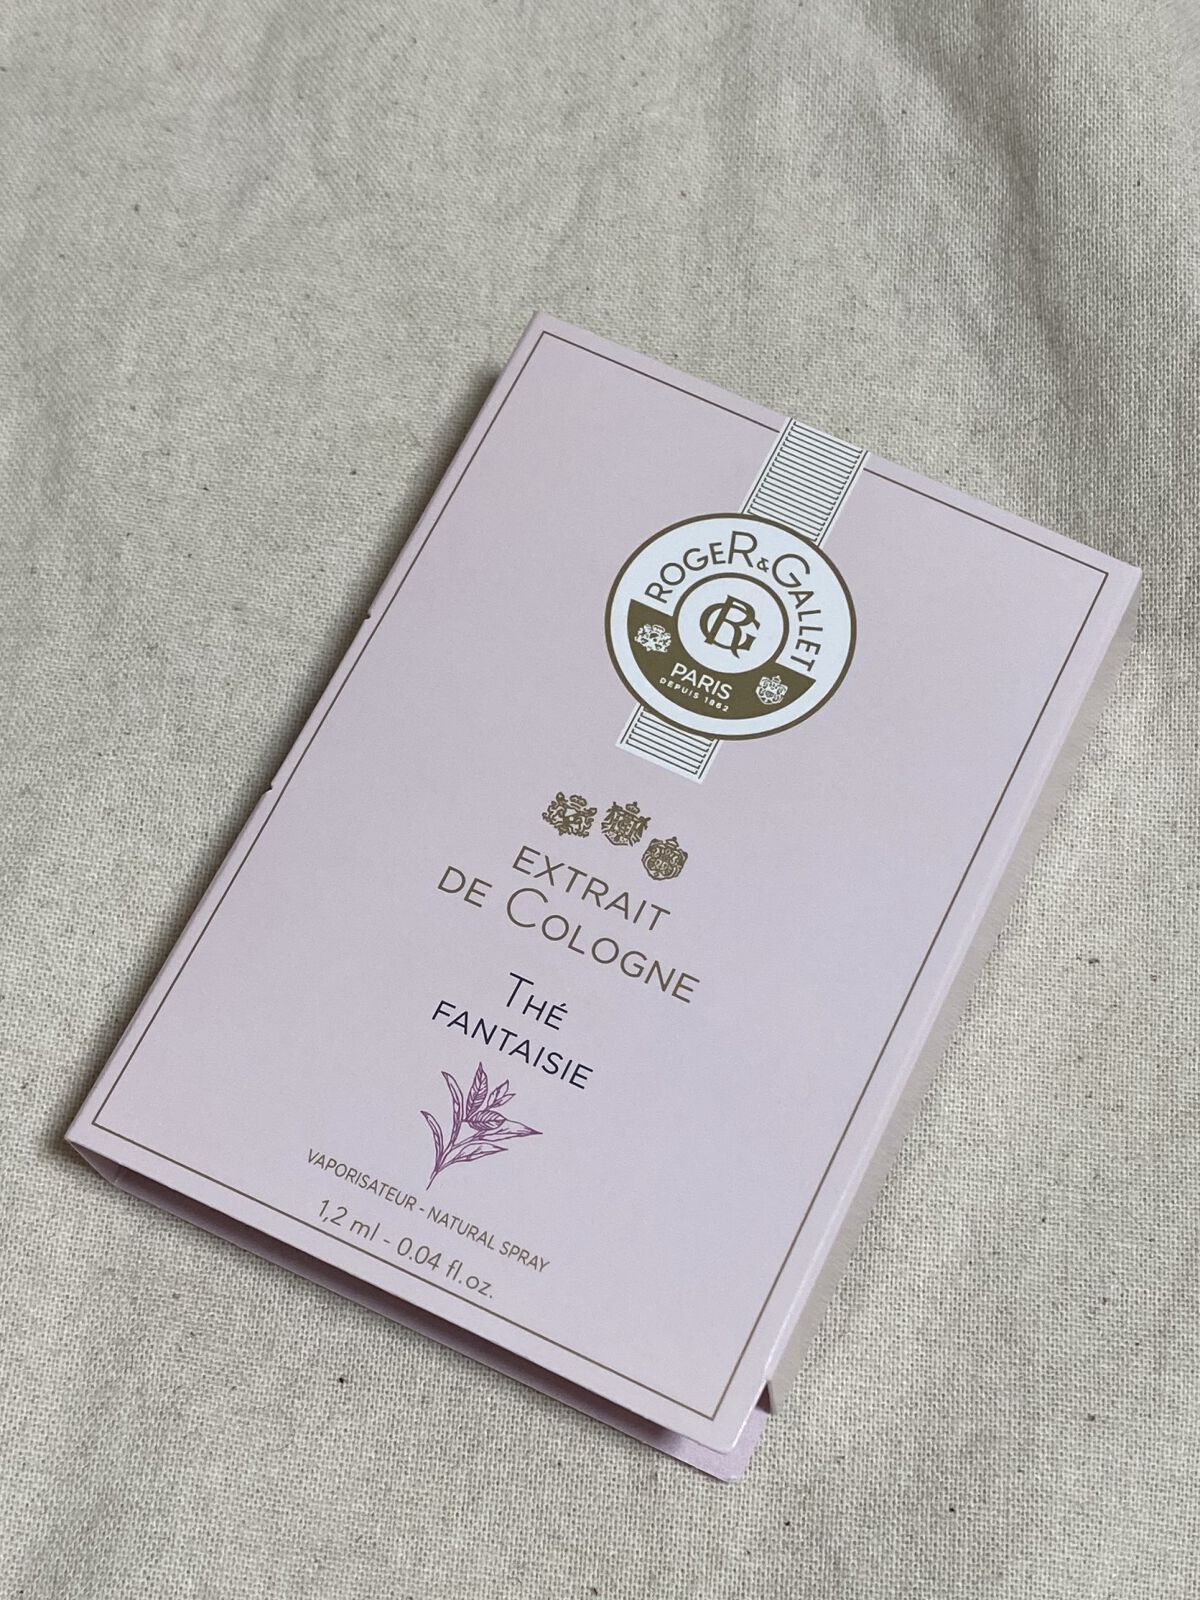 ROGER & GALLET
RG
PARIS
DEPUIS 1862
EXTRAIT
DE COLOGNE
THÉ
FANTAISIE
VAPORISATEUR - NATURAL SPRAY
1,2 ml - 0.04 fl.oz.